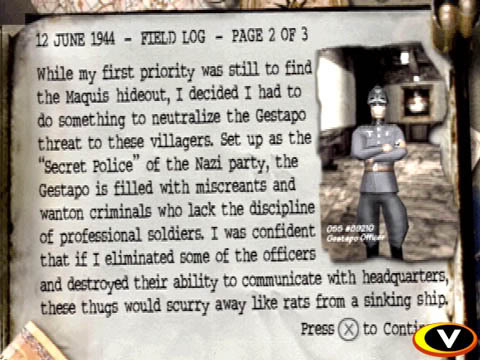 12 JUNE 1944 - FIELD LOG - PAGE 2 OF 3
While my first priority was still to find
the Maquis hideout, I decided I had to
do something to neutralize the Gestapo
threat to these villagers. Set up as the
“Secret Police” of the Nazi party, the
Gestapo is filled with miscreants and
wanton criminals who lack the discipline
of professional soldiers. I was confident
that if I eliminated some of the officers
and destroyed their ability to communicate with headquarters,
these thugs would scurry away like rats from a sinking ship.
OSS #09210
Gestapo Officer
Press X to
V